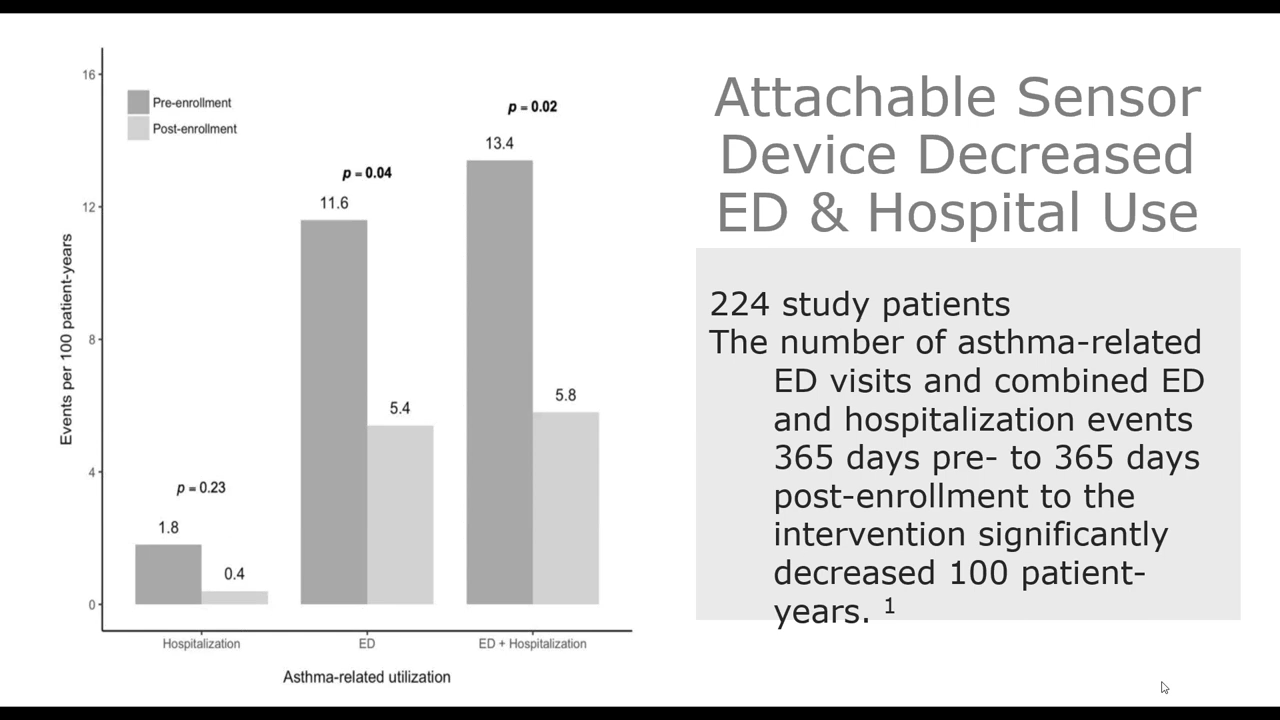 Attachable Sensor
Device Decreased
ED & Hospital Use
224 study patients
The number of asthma-related
ED visits and combined ED
and hospitalization events
365 days pre- to 365 days
post-enrollment to the
intervention significantly
decreased 100 patient-
years. 1
Pre-enrollment
Post-enrollment
Events per 100 patient-years
16
12
8
4
0
p = 0.23
1.8
0.4
p = 0.04
11.6
5.4
p = 0.02
13.4
5.8
Hospitalization
ED
ED + Hospitalization
Asthma-related utilization